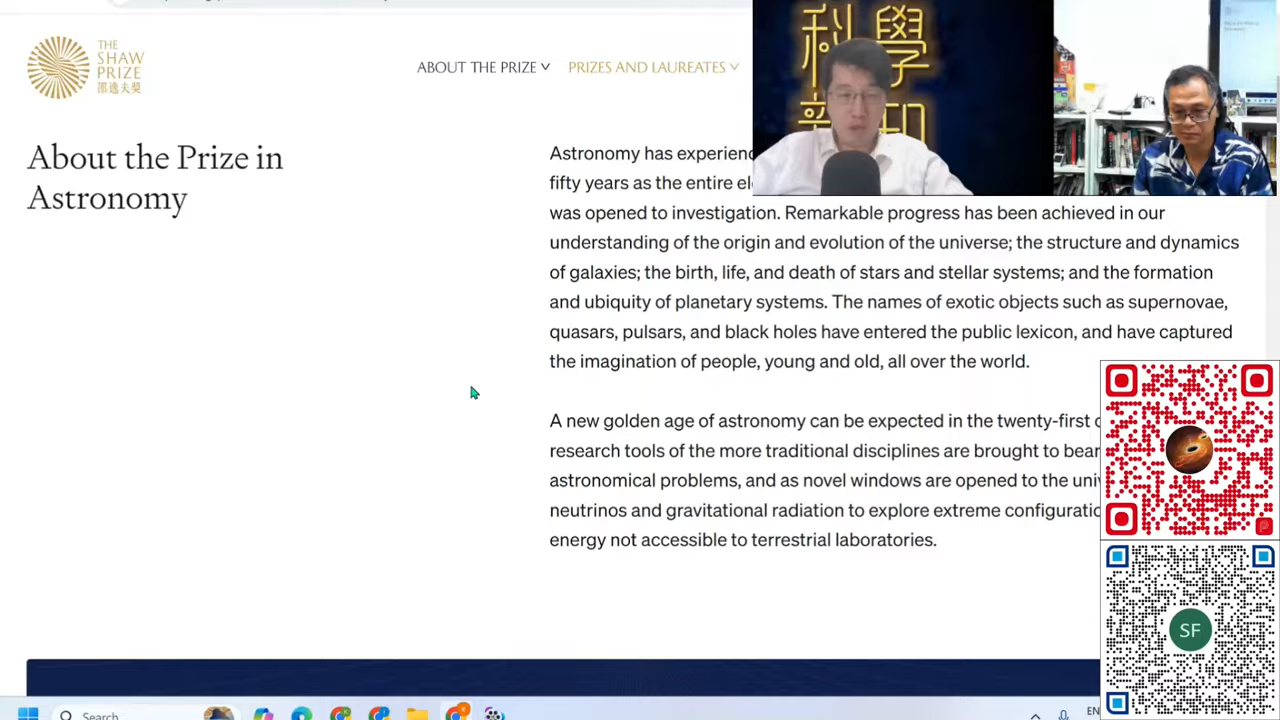 THE
SHAW
PRIZE
邵逸夫獎
ABOUT THE PRIZE
PRIZES AND LAUREATES
科學
新知
About the Prize in
Astronomy
Astronomy has experienc
fifty years as the entire el
was opened to investigation. Remarkable progress has been achieved in our
understanding of the origin and evolution of the universe; the structure and dynamics
of galaxies; the birth, life, and death of stars and stellar systems; and the formation
and ubiquity of planetary systems. The names of exotic objects such as supernovae,
quasars, pulsars, and black holes have entered the public lexicon, and have captured
the imagination of people, young and old, all over the world.
A new golden age of astronomy can be expected in the twenty-first c
research tools of the more traditional disciplines are brought to bear
astronomical problems, and as novel windows are opened to the univ
neutrinos and gravitational radiation to explore extreme configuratio
energy not accessible to terrestrial laboratories.
SF
Search
EN